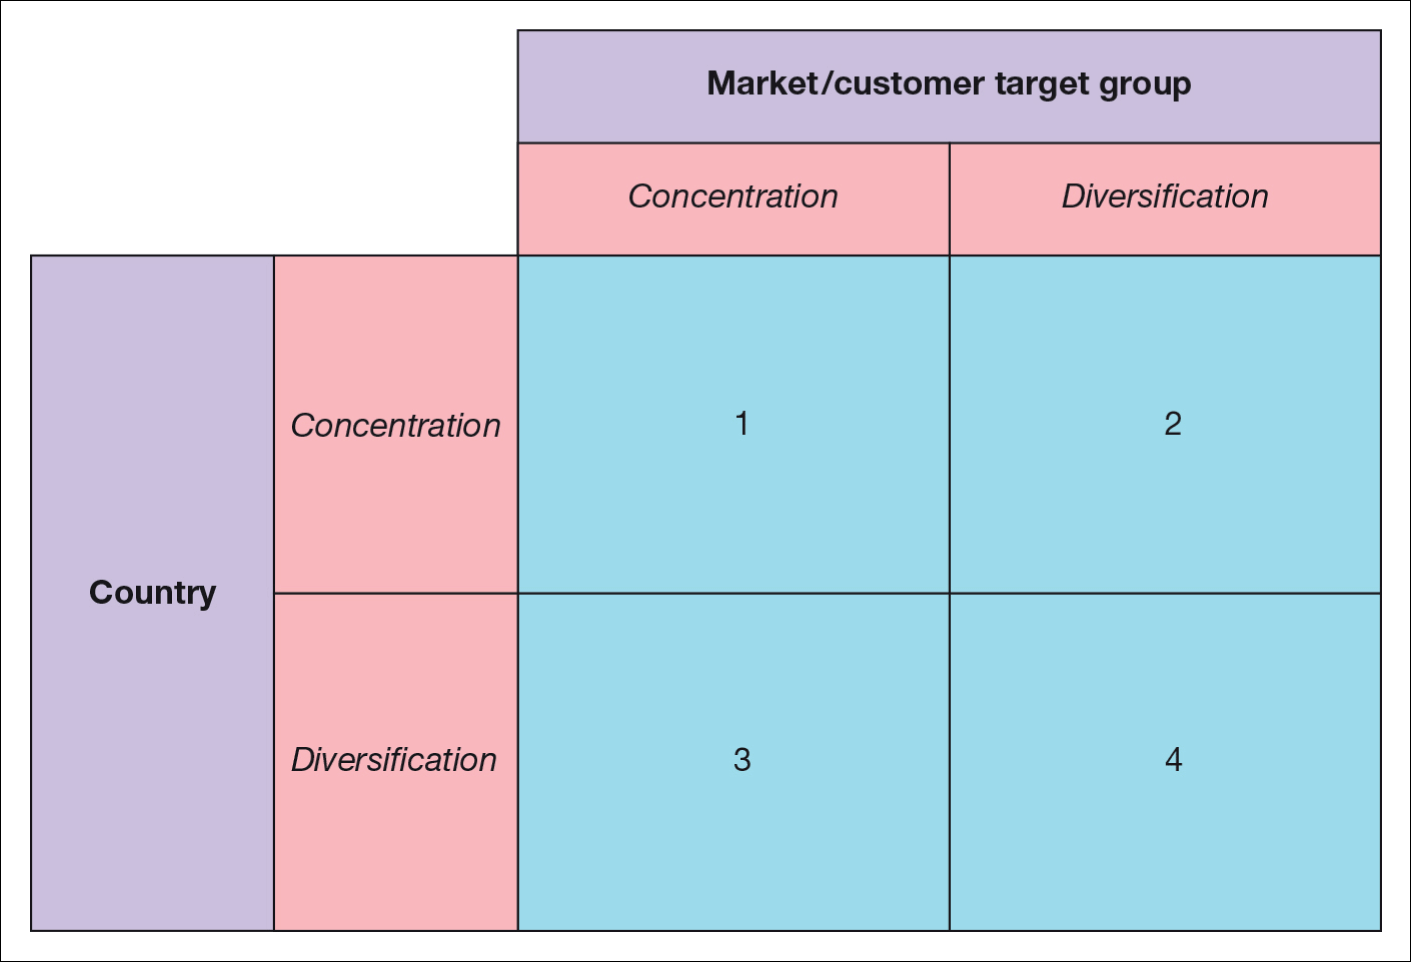 Market/customer target group
Concentration
Diversification
Country
Concentration
1
2
Diversification
3
4